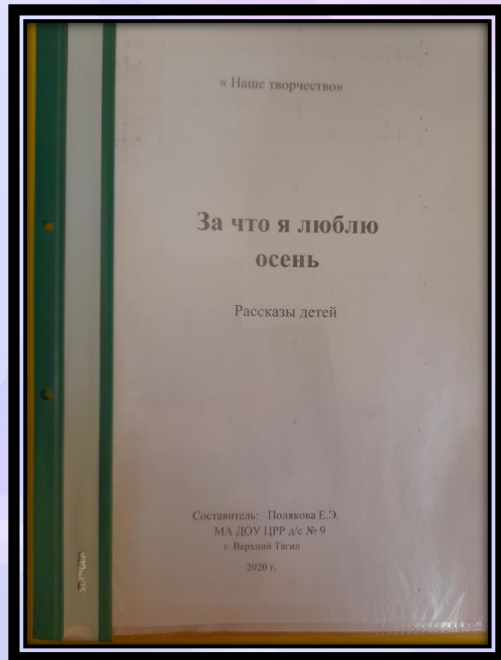 « Наше творчество»
За что я люблю
осень
Рассказы детей
Составитель: Полякова Е.Э.
МА ДОУ ЦРР д/с № 9
г. Верхний Тагил
2020 г.